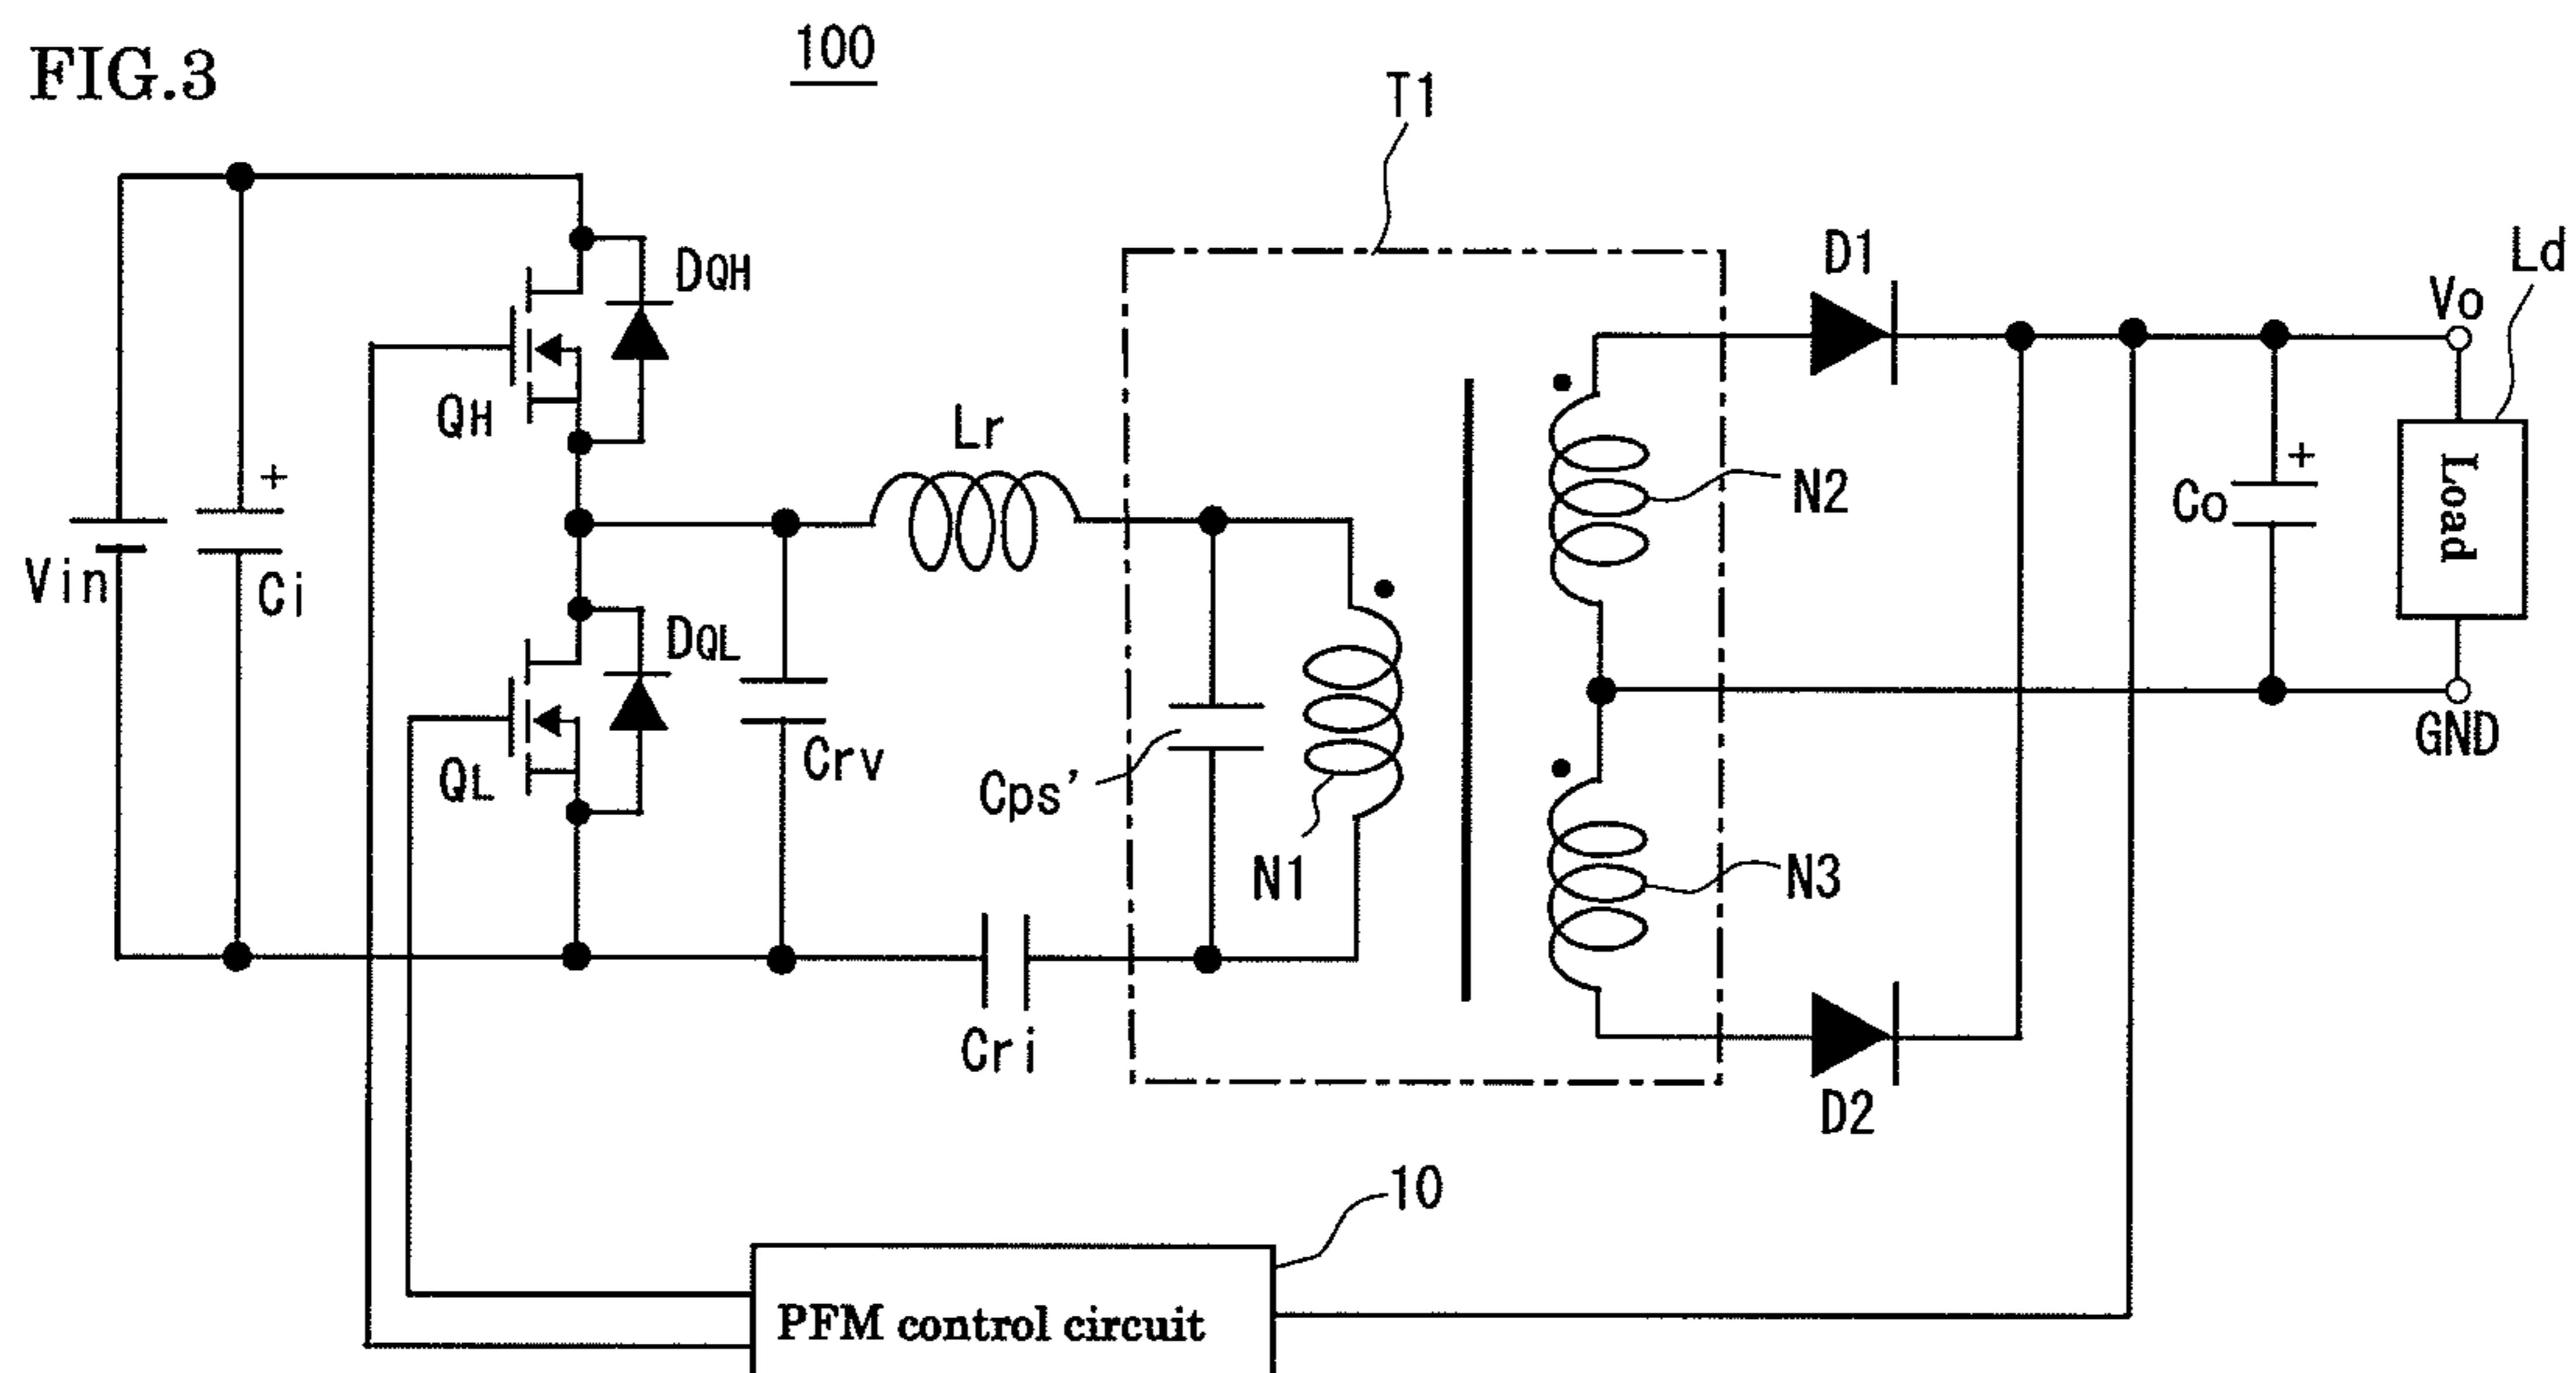 FIG.3
100
T1
DQH
D1
Vo
Ld
QH
Lr
N2
+
+
Co
Load
Vin
Ci
DQL
QL
Crv
Cps'
N1
N3
GND
Cri
D2
10
PFM control circuit